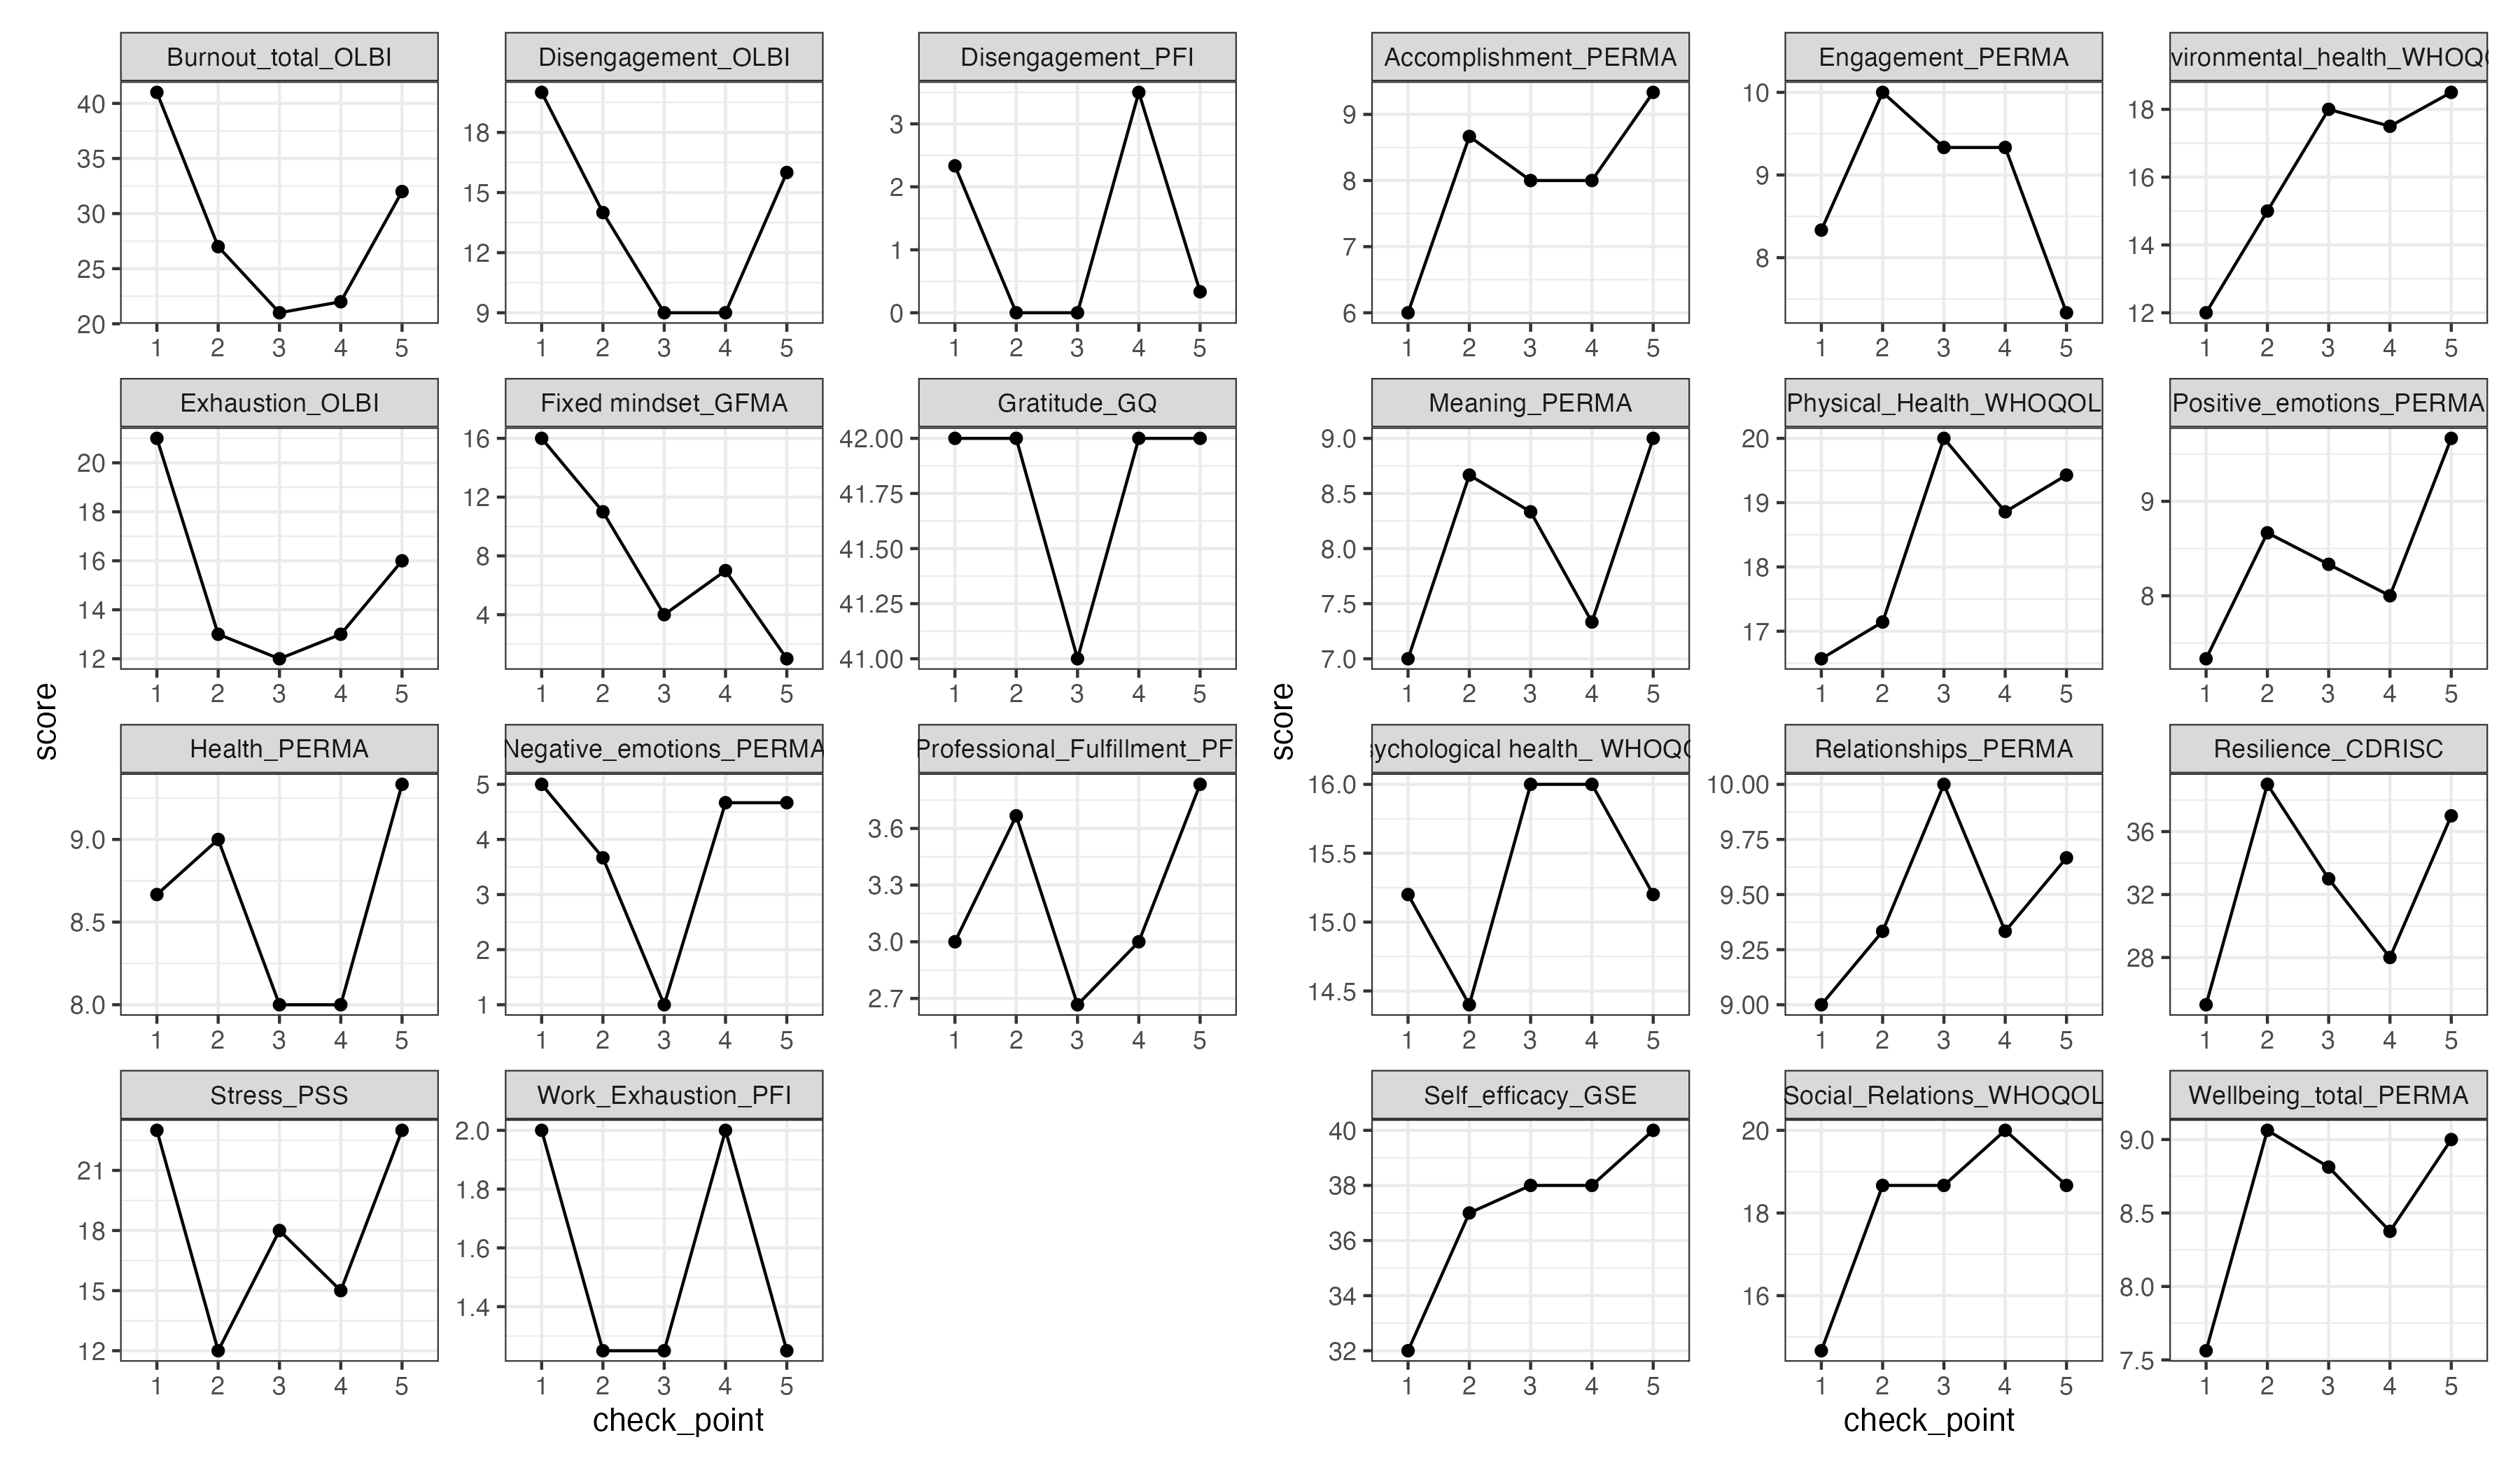 Burnout_total_OLBI
40
35
30
25
20
1 2 3 4 5
Disengagement_OLBI
18
15
12
9
1 2 3 4 5
Disengagement_PFI
3
2
1
0
1 2 3 4 5
Exhaustion_OLBI
20
18
16
14
12
1 2 3 4 5
Fixed mindset_GFMA
16
12
8
4
1 2 3 4 5
Gratitude_GQ
42.00
41.75
41.50
41.25
41.00
1 2 3 4 5
Health_PERMA
9.0
8.5
8.0
1 2 3 4 5
Negative_emotions_PERMA
5
4
3
2
1
1 2 3 4 5
Professional_Fulfillment_PF
3.6
3.3
3.0
2.7
1 2 3 4 5
Stress_PSS
21
18
15
12
1 2 3 4 5
Work_Exhaustion_PFI
2.0
1.8
1.6
1.4
1 2 3 4 5
score
check_point
Accomplishment_PERMA
9
8
7
6
1 2 3 4 5
Engagement_PERMA
10
9
8
1 2 3 4 5
vironmental_health_WHOQ
18
16
14
12
1 2 3 4 5
Meaning_PERMA
9.0
8.5
8.0
7.5
7.0
1 2 3 4 5
Physical_Health_WHOQOL
20
19
18
17
1 2 3 4 5
Positive_emotions_PERMA
9
8
1 2 3 4 5
ychological health_ WHOQ
16.0
15.5
15.0
14.5
1 2 3 4 5
Relationships_PERMA
10.00
9.75
9.50
9.25
9.00
1 2 3 4 5
Resilience_CDRISC
36
32
28
1 2 3 4 5
Self_efficacy_GSE
40
38
36
34
32
1 2 3 4 5
Social_Relations_WHOQOL
20
18
16
1 2 3 4 5
Wellbeing_total_PERMA
9.0
8.5
8.0
7.5
1 2 3 4 5
score
check_point